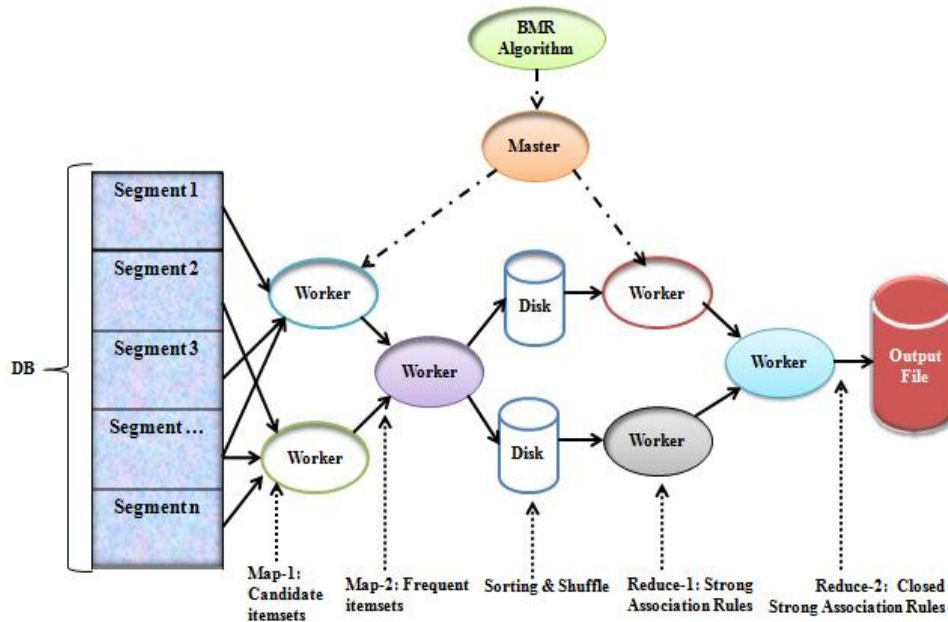 BMR
Algorithm
Master
DB
Segment 1
Segment 2
Segment 3
Segment ...
Segment n
Worker
Worker
Worker
Disk
Disk
Worker
Worker
Worker
Output
File
Map-1:
Candidate
itemsets
Map-2: Frequent
itemsets
Sorting & Shuffle
Reduce-1: Strong
Association Rules
Reduce-2: Closed
Strong Association Rules